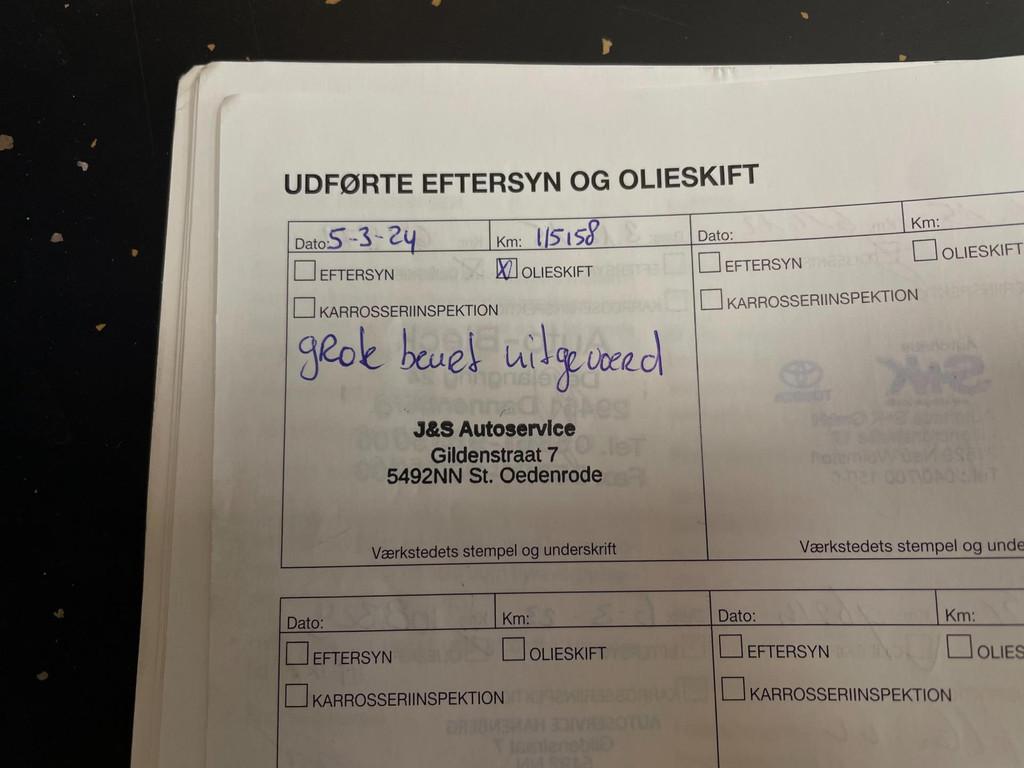 UDFØRTE EFTERSYN OG OLIESKIFT
Dato: 5-3-24 Km: 115158
EFTERSYN OLIESKIFT
KARROSSERIINSPEKTION
grote beurt uitgevoerd
J&S Autoservice
Gildenstraat 7
5492NN St. Oedenrode
Værkstedets stempel og underskrift
Dato: Km:
EFTERSYN OLIESKIFT
KARROSSERIINSPEKTION
Værkstedets stempel og unde
Dato: Km:
EFTERSYN OLIESKIFT
KARROSSERIINSPEKTION
Dato: Km:
EFTERSYN OLIES
KARROSSERIINSPEKTION